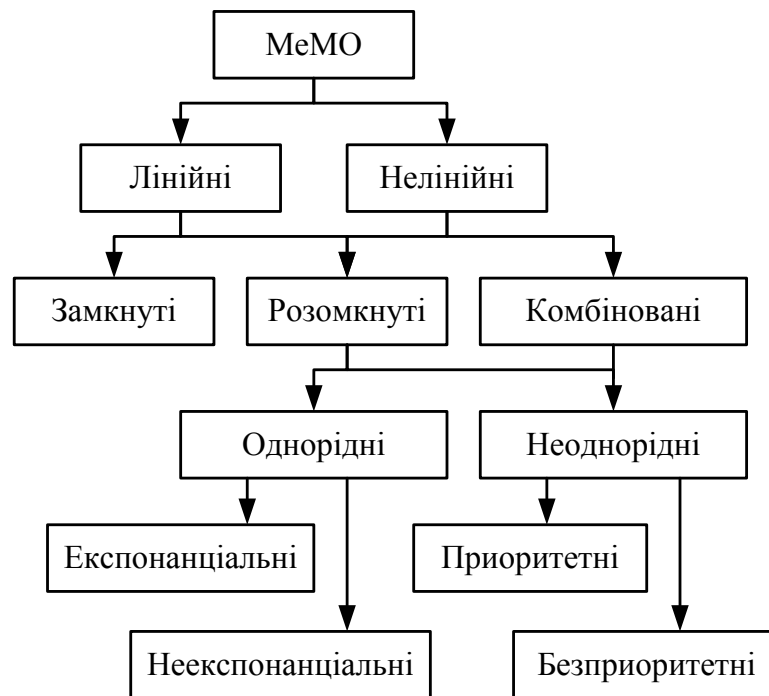 МеМО
Лінійні
Нелінійні
Замкнуті
Розомкнуті
Комбіновані
Однорідні
Неоднорідні
Експонанціальні
Приоритетні
Неекспонанціальні
Безприоритетні